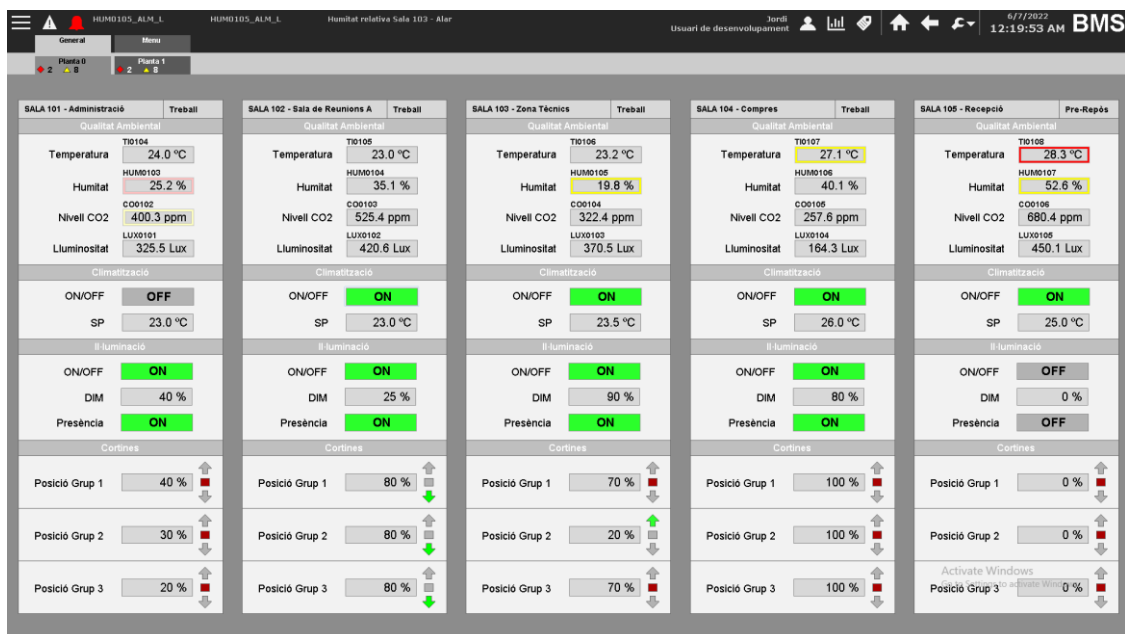 HUM0105_ALM_L HUM0105_ALM_L Humitat relativa Sala 103 - Alar Jordi Usuari de desenvolupament 6/7/2022 12:19:53 AM BMS
General Menu
Planta 0 Planta 1
2 8 2 8
SALA 101 - Administració Treball
Qualitat Ambiental
TI0104
Temperatura 24.0 ºC
HUM0103
Humitat 25.2 %
CO0102
Nivell CO2 400.3 ppm
LUX0101
Lluminositat 325.5 Lux
Climatització
ON/OFF OFF
SP 23.0 ºC
Il·luminació
ON/OFF ON
DIM 40 %
Presència ON
Cortines
Posició Grup 1 40 %
Posició Grup 2 30 %
Posició Grup 3 20 %
SALA 102 - Sala de Reunions A Treball
Qualitat Ambiental
TI0105
Temperatura 23.0 ºC
HUM0104
Humitat 35.1 %
CO0103
Nivell CO2 525.4 ppm
LUX0102
Lluminositat 420.6 Lux
Climatització
ON/OFF ON
SP 23.0 ºC
Il·luminació
ON/OFF ON
DIM 25 %
Presència ON
Cortines
Posició Grup 1 80 %
Posició Grup 2 80 %
Posició Grup 3 80 %
SALA 103 - Zona Tècnica Treball
Qualitat Ambiental
TI0106
Temperatura 23.2 ºC
HUM0105
Humitat 19.8 %
CO0104
Nivell CO2 322.4 ppm
LUX0103
Lluminositat 370.5 Lux
Climatització
ON/OFF ON
SP 23.5 ºC
Il·luminació
ON/OFF ON
DIM 90 %
Presència ON
Cortines
Posició Grup 1 70 %
Posició Grup 2 20 %
Posició Grup 3 70 %
SALA 104 - Compres Treball
Qualitat Ambiental
TI0107
Temperatura 27.1 ºC
HUM0106
Humitat 40.1 %
CO0105
Nivell CO2 257.6 ppm
LUX0104
Lluminositat 164.3 Lux
Climatització
ON/OFF ON
SP 26.0 ºC
Il·luminació
ON/OFF ON
DIM 80 %
Presència ON
Cortines
Posició Grup 1 100 %
Posició Grup 2 100 %
Posició Grup 3 100 %
SALA 105 - Recepció Pre-Repòs
Qualitat Ambiental
TI0108
Temperatura 28.3 ºC
HUM0107
Humitat 52.6 %
CO0106
Nivell CO2 680.4 ppm
LUX0105
Lluminositat 450.1 Lux
Climatització
ON/OFF ON
SP 25.0 ºC
Il·luminació
ON/OFF OFF
DIM 0 %
Presència OFF
Cortines
Posició Grup 1 0 %
Posició Grup 2 0 %
Activate Windows
Go to Settings to activate Windows.
Posició Grup 3 0 %